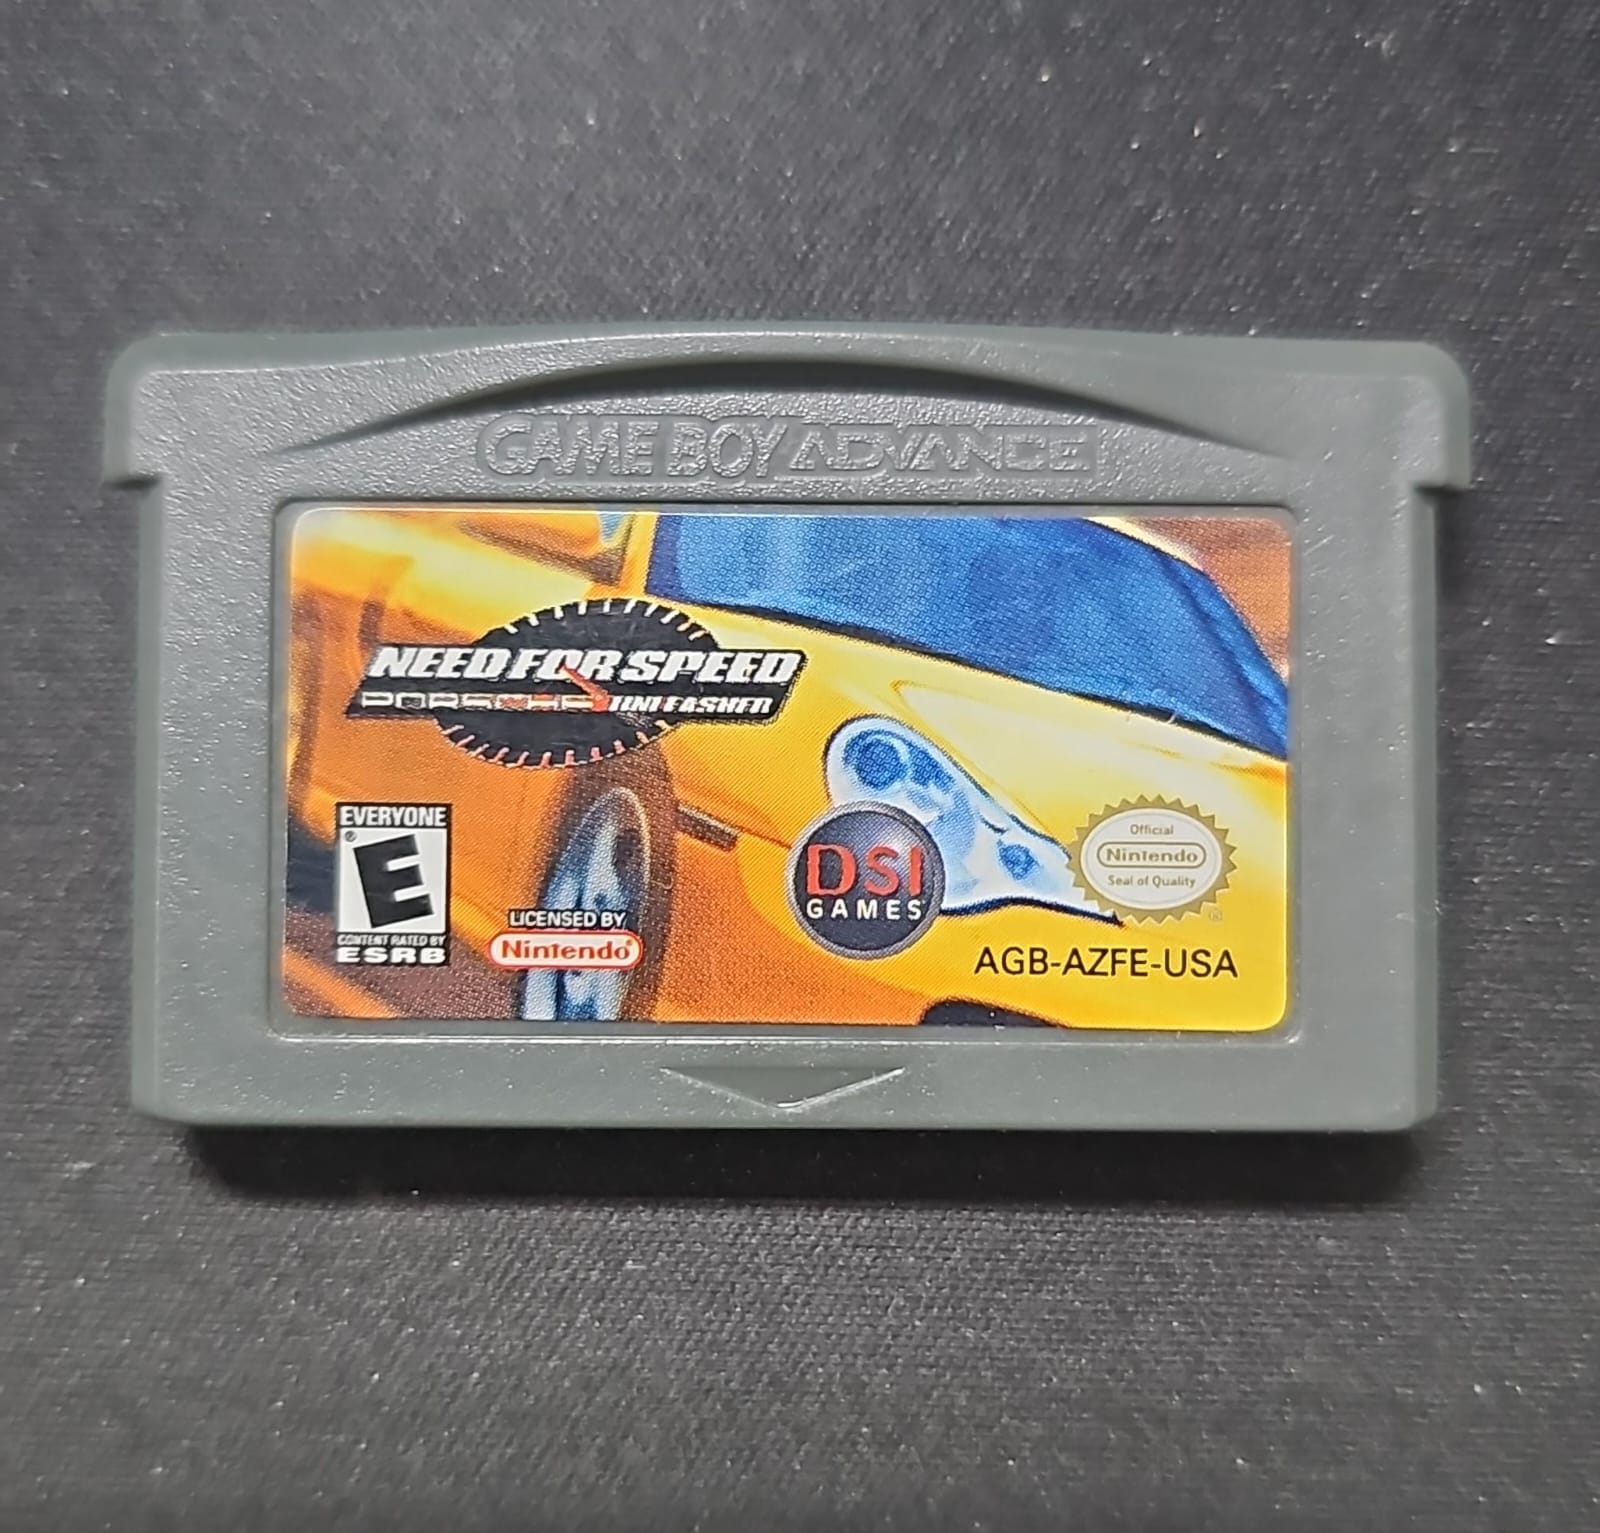 GAME BOY ADVANCE
NEED FOR SPEED
PORSCHE UNLEASHED
EVERYONE
E
®
CONTENT RATED BY
ESRB
LICENSED BY
Nintendo®
DSI
GAMES
Official
Nintendo
Seal of Quality
®
AGB-AZFE-USA